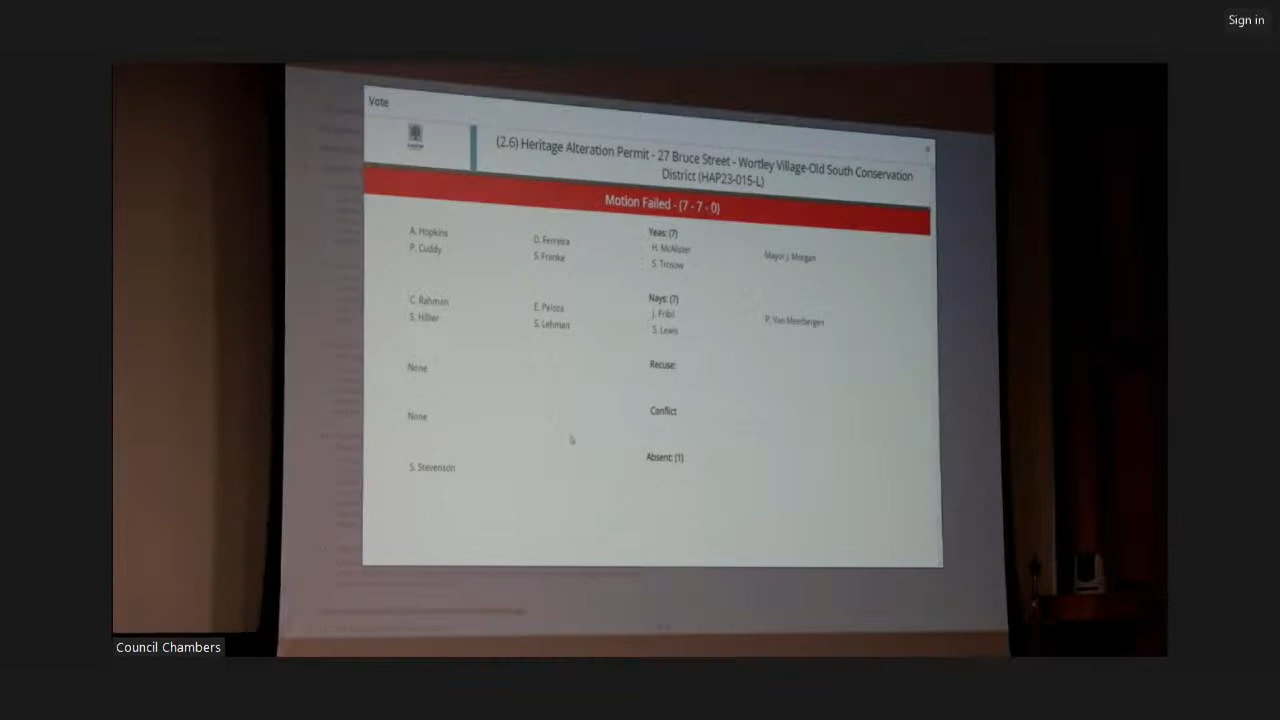 Sign in
Vote
(2.6) Heritage Alteration Permit - 27 Bruce Street - Wortley Village-Old South Conservation
District (HAP23-015-L)
Motion Failed - (7 - 7 - 0)
Yeas: (7)
A. Hopkins D. Ferreira H. McAlister Mayor J. Morgan
P. Cuddy S. Franke S. Trosow
Nays: (7)
C. Rahman E. Peloza J. Pribil P. Van Meerbergen
S. Hillier S. Lehman S. Lewis
Recuse:
None
Conflict
None
Absent: (1)
S. Stevenson
Council Chambers